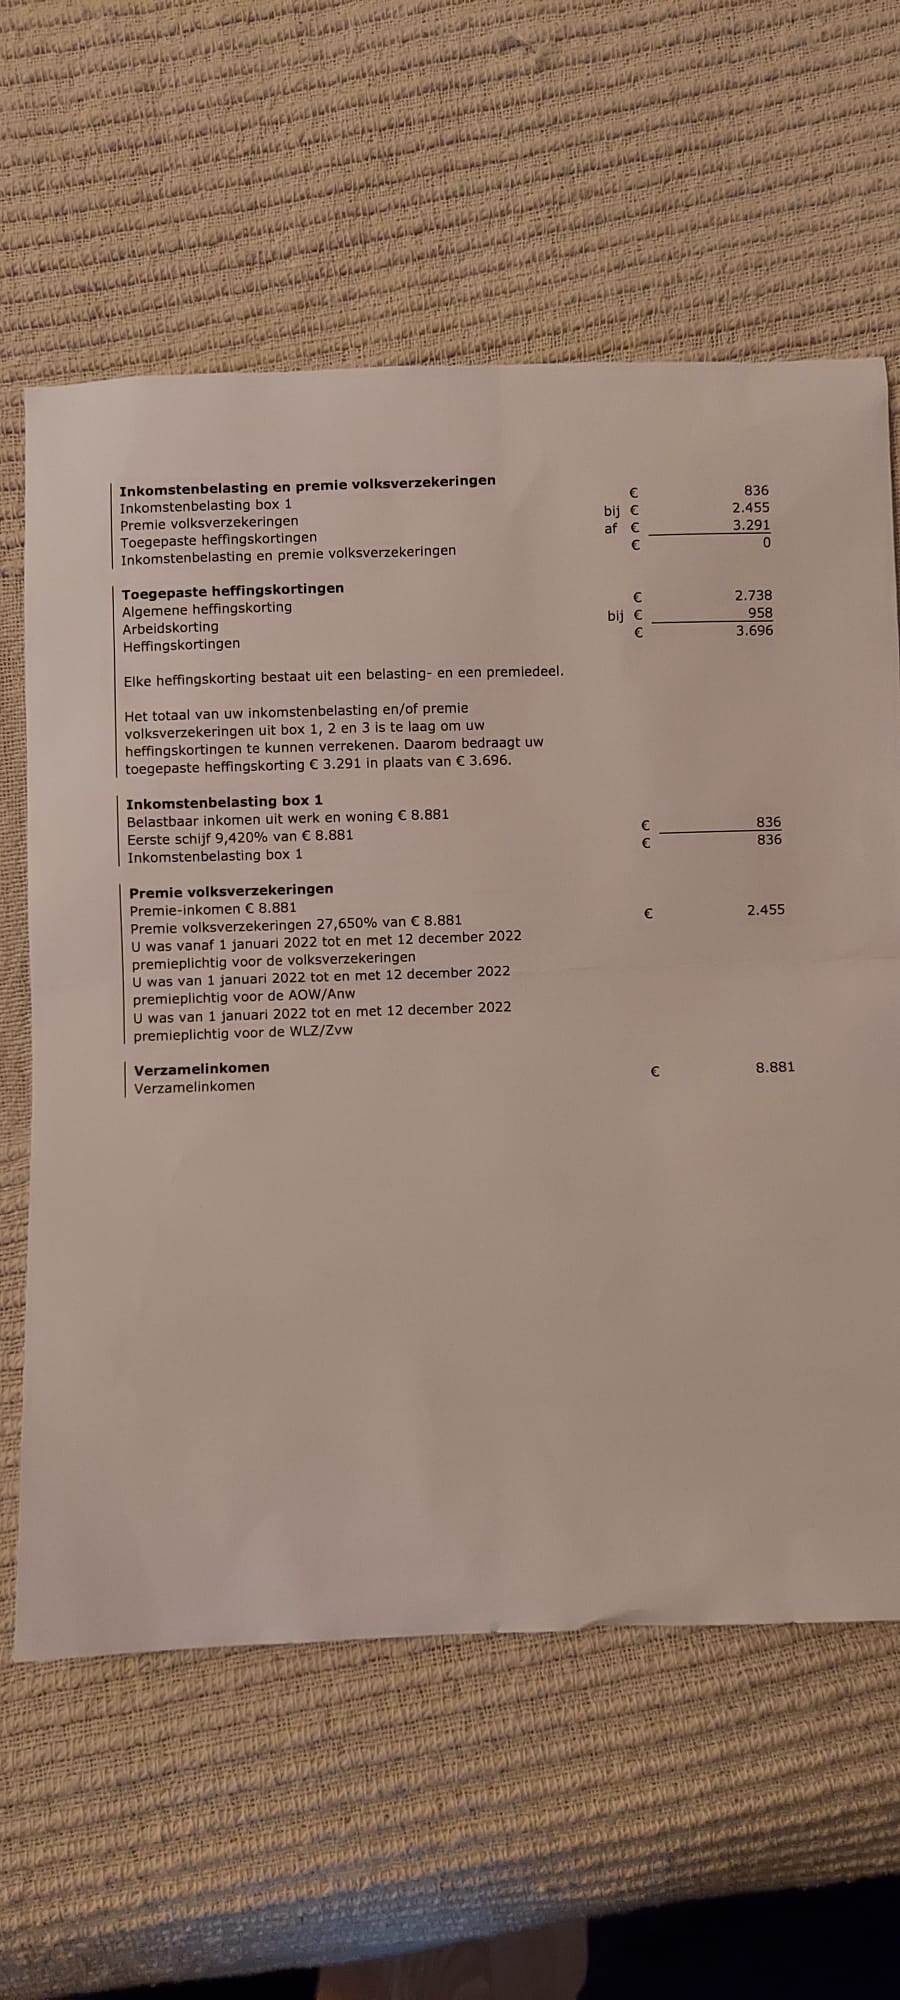 Inkomstenbelasting en premie volksverzekeringen
Inkomstenbelasting box 1 € 836
Premie volksverzekeringen bij € 2.455
Toegepaste heffingskortingen af € 3.291
Inkomstenbelasting en premie volksverzekeringen € 0
Toegepaste heffingskortingen
Algemene heffingskorting € 2.738
Arbeidskorting bij € 958
Heffingskortingen € 3.696
Elke heffingskorting bestaat uit een belasting- en een premiedeel.
Het totaal van uw inkomstenbelasting en/of premie
volksverzekeringen uit box 1, 2 en 3 is te laag om uw
heffingskortingen te kunnen verrekenen. Daarom bedraagt uw
toegepaste heffingskorting € 3.291 in plaats van € 3.696.
Inkomstenbelasting box 1
Belastbaar inkomen uit werk en woning € 8.881
Eerste schijf 9,420% van € 8.881 € 836
Inkomstenbelasting box 1 € 836
Premie volksverzekeringen
Premie-inkomen € 8.881
Premie volksverzekeringen 27,650% van € 8.881 € 2.455
U was vanaf 1 januari 2022 tot en met 12 december 2022
premieplichtig voor de volksverzekeringen
U was van 1 januari 2022 tot en met 12 december 2022
premieplichtig voor de AOW/Anw
U was van 1 januari 2022 tot en met 12 december 2022
premieplichtig voor de WLZ/Zvw
Verzamelinkomen
Verzamelinkomen € 8.881